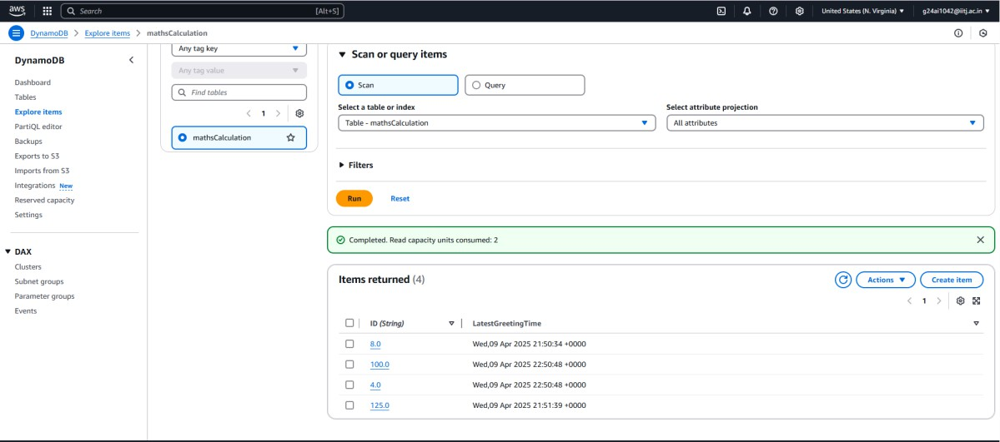 aws Search [Alt+S] United States (N. Virginia) g24ai1042@iitj.ac.in
DynamoDB Explore items mathsCalculation
DynamoDB
Dashboard
Tables
Explore items
PartiQL editor
Backups
Exports to S3
Imports from S3
Integrations New
Reserved capacity
Settings
DAX
Clusters
Subnet groups
Parameter groups
Events
Any tag key
Any tag value
Find tables
1
mathsCalculation
Scan or query items
Scan Query
Select a table or index Select attribute projection
Table - mathsCalculation All attributes
Filters
Run Reset
Completed. Read capacity units consumed: 2
Items returned (4) Actions Create item
1
ID (String) LatestGreetingTime
8.0 Wed,09 Apr 2025 21:50:34 +0000
100.0 Wed,09 Apr 2025 22:50:48 +0000
4.0 Wed,09 Apr 2025 22:50:48 +0000
125.0 Wed,09 Apr 2025 21:51:39 +0000